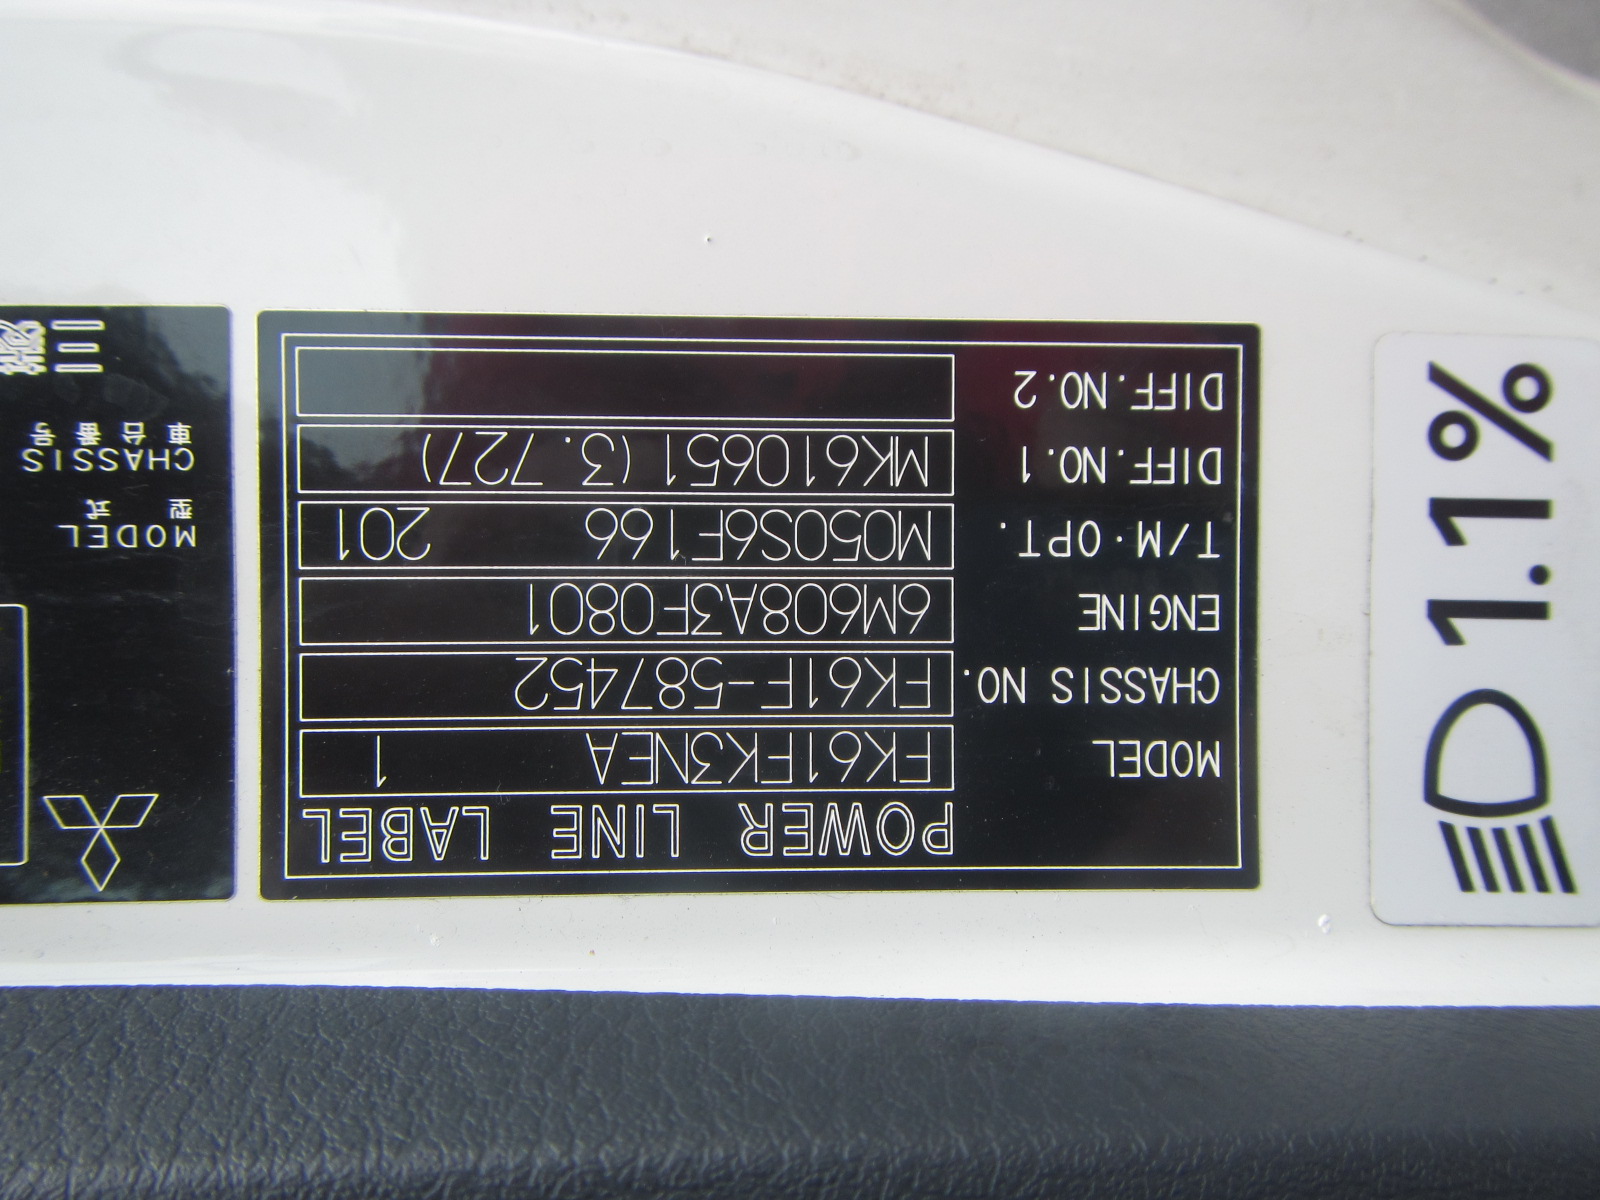 POWER LINE LABEL
MODEL FK61FK3NEA 1
CHASSIS NO. FK61F-587452
ENGINE 6M608A3F0801
T/M·OPT. M050S6F166 201
DIFF.NO.1 MK610651(3.727)
DIFF.NO.2
MODEL
型式
CHASSIS
車台番号
1.1%